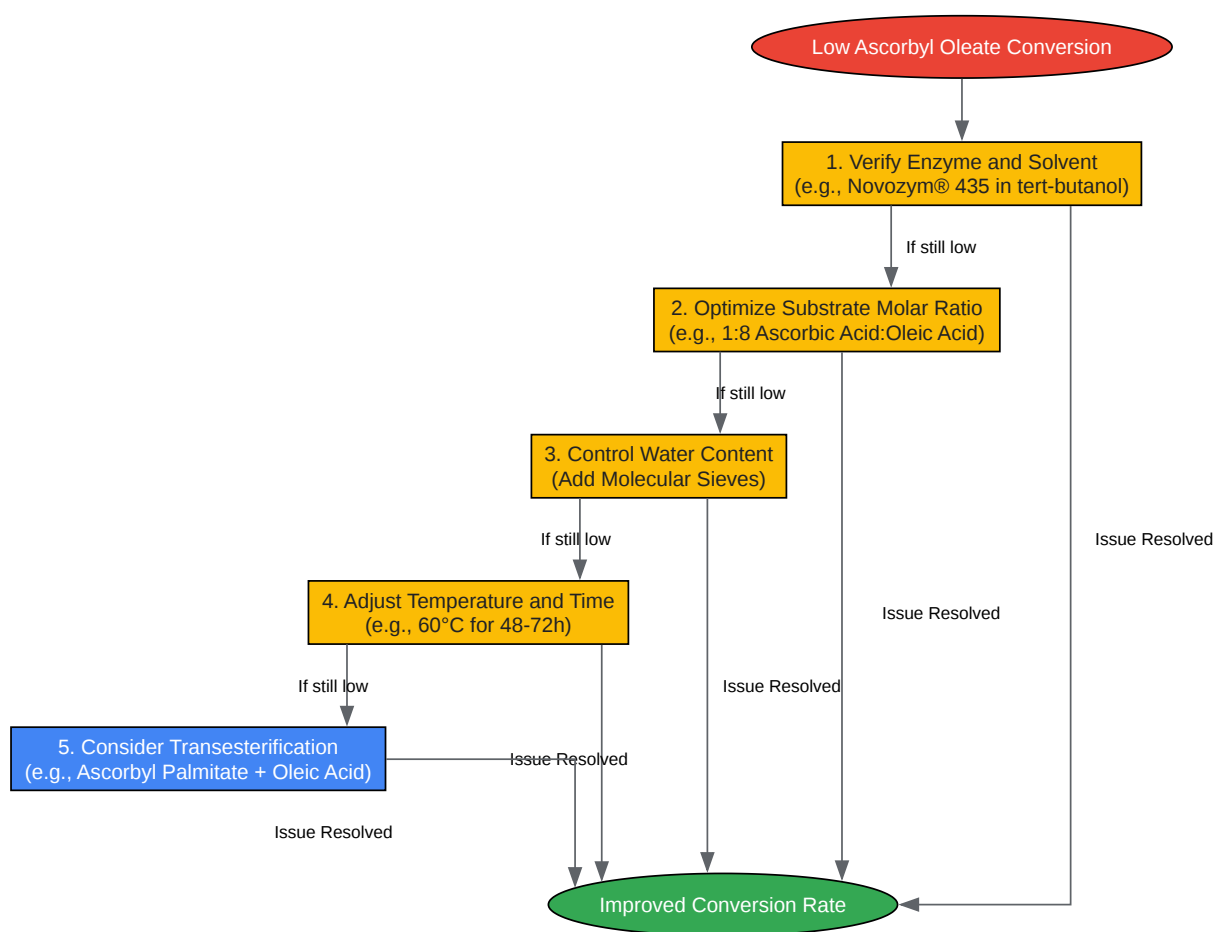 Low Ascorbyl Oleate Conversion
1. Verify Enzyme and Solvent
(e.g., Novozym® 435 in tert-butanol)
If still low
2. Optimize Substrate Molar Ratio
(e.g., 1:8 Ascorbic Acid:Oleic Acid)
If still low
3. Control Water Content
(Add Molecular Sieves)
If still low
Issue Resolved
4. Adjust Temperature and Time
(e.g., 60°C for 48-72h)
Issue Resolved
If still low
Issue Resolved
5. Consider Transesterification
(e.g., Ascorbyl Palmitate + Oleic Acid)
Issue Resolved
Issue Resolved
Improved Conversion Rate